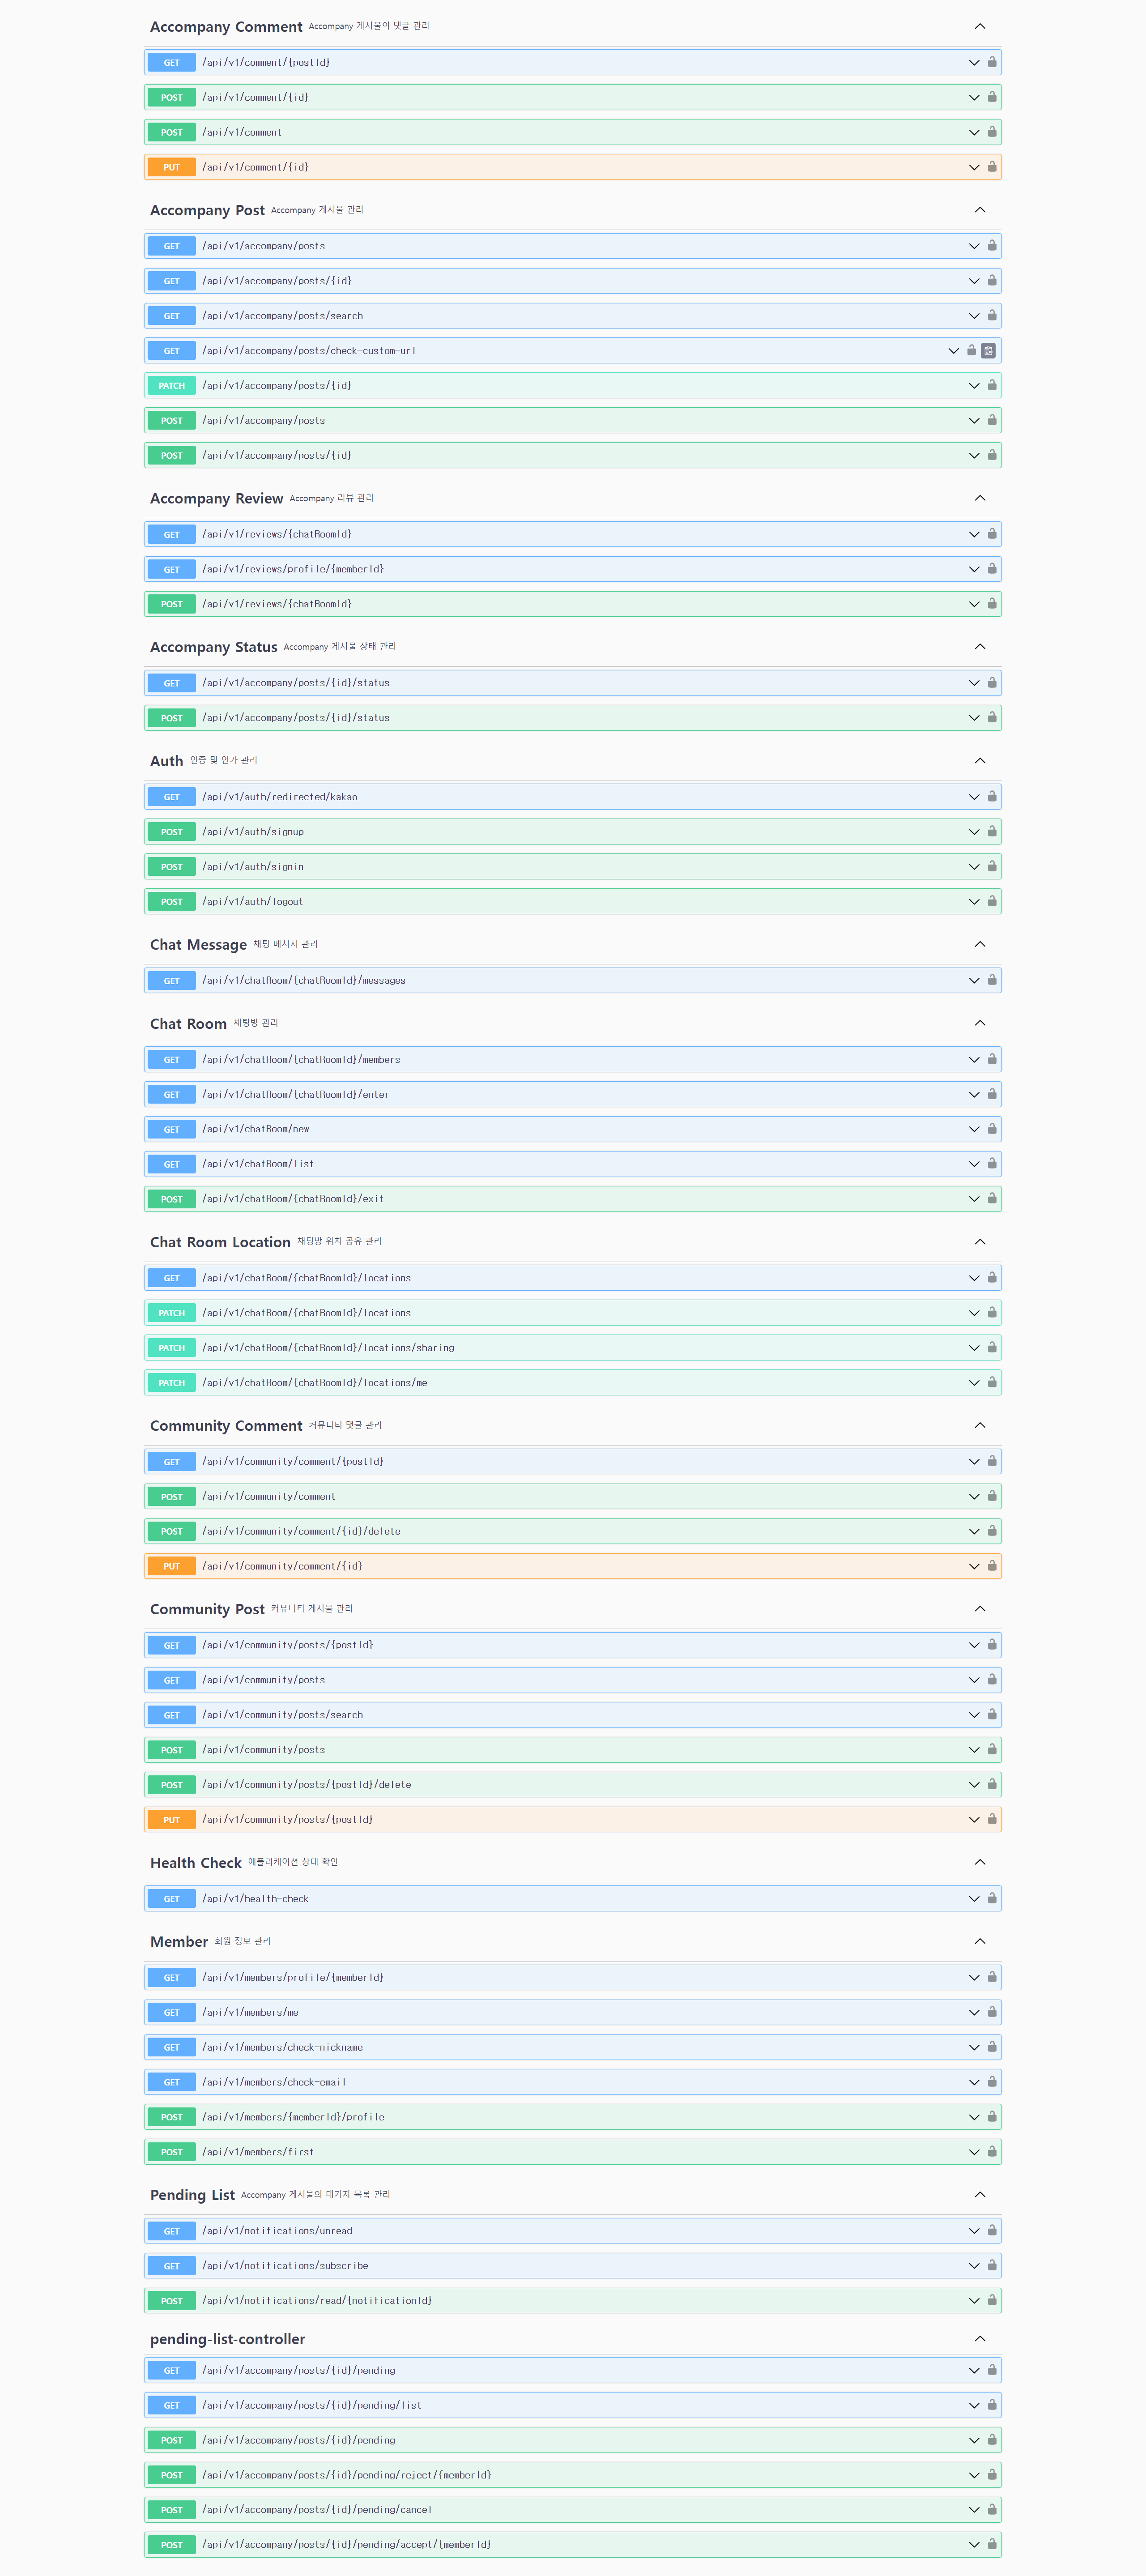 Accompany Comment Accompany 게시물의 댓글 관리
GET /api/v1/comment/{postId}
POST /api/v1/comment/{id}
POST /api/v1/comment
PUT /api/v1/comment/{id}
Accompany Post Accompany 게시물 관리
GET /api/v1/accompany/posts
GET /api/v1/accompany/posts/{id}
GET /api/v1/accompany/posts/search
GET /api/v1/accompany/posts/check-custom-url
PATCH /api/v1/accompany/posts/{id}
POST /api/v1/accompany/posts
POST /api/v1/accompany/posts/{id}
Accompany Review Accompany 리뷰 관리
GET /api/v1/reviews/{chatRoomId}
GET /api/v1/reviews/profile/{memberId}
POST /api/v1/reviews/{chatRoomId}
Accompany Status Accompany 게시물 상태 관리
GET /api/v1/accompany/posts/{id}/status
POST /api/v1/accompany/posts/{id}/status
Auth 인증 및 인가 관리
GET /api/v1/auth/redirected/kakao
POST /api/v1/auth/signup
POST /api/v1/auth/signin
POST /api/v1/auth/logout
Chat Message 채팅 메시지 관리
GET /api/v1/chatRoom/{chatRoomId}/messages
Chat Room 채팅방 관리
GET /api/v1/chatRoom/{chatRoomId}/members
GET /api/v1/chatRoom/{chatRoomId}/enter
GET /api/v1/chatRoom/new
GET /api/v1/chatRoom/list
POST /api/v1/chatRoom/{chatRoomId}/exit
Chat Room Location 채팅방 위치 공유 관리
GET /api/v1/chatRoom/{chatRoomId}/locations
PATCH /api/v1/chatRoom/{chatRoomId}/locations
PATCH /api/v1/chatRoom/{chatRoomId}/locations/sharing
PATCH /api/v1/chatRoom/{chatRoomId}/locations/me
Community Comment 커뮤니티 댓글 관리
GET /api/v1/community/comment/{postId}
POST /api/v1/community/comment
POST /api/v1/community/comment/{id}/delete
PUT /api/v1/community/comment/{id}
Community Post 커뮤니티 게시물 관리
GET /api/v1/community/posts/{postId}
GET /api/v1/community/posts
GET /api/v1/community/posts/search
POST /api/v1/community/posts
POST /api/v1/community/posts/{postId}/delete
PUT /api/v1/community/posts/{postId}
Health Check 애플리케이션 상태 확인
GET /api/v1/health-check
Member 회원 정보 관리
GET /api/v1/members/profile/{memberId}
GET /api/v1/members/me
GET /api/v1/members/check-nickname
GET /api/v1/members/check-email
POST /api/v1/members/{memberId}/profile
POST /api/v1/members/first
Pending List Accompany 게시물의 대기자 목록 관리
GET /api/v1/notifications/unread
GET /api/v1/notifications/subscribe
POST /api/v1/notifications/read/{notificationId}
pending-list-controller
GET /api/v1/accompany/posts/{id}/pending
GET /api/v1/accompany/posts/{id}/pending/list
POST /api/v1/accompany/posts/{id}/pending
POST /api/v1/accompany/posts/{id}/pending/reject/{memberId}
POST /api/v1/accompany/posts/{id}/pending/cancel
POST /api/v1/accompany/posts/{id}/pending/accept/{memberId}